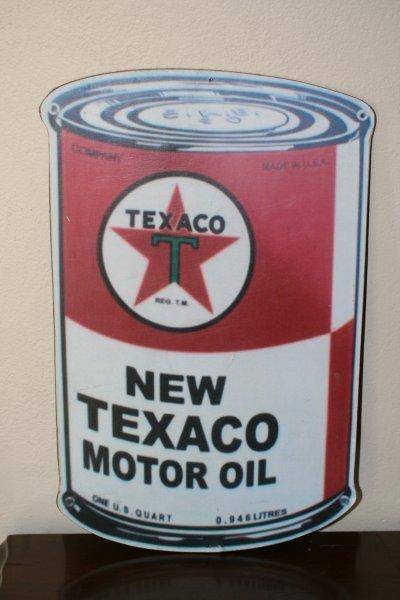 COMPANY
MADE IN U.S.A.
TEXACO
T
REG. T.M.
NEW
TEXACO
MOTOR OIL
ONE U.S. QUART 0.946 LITRES